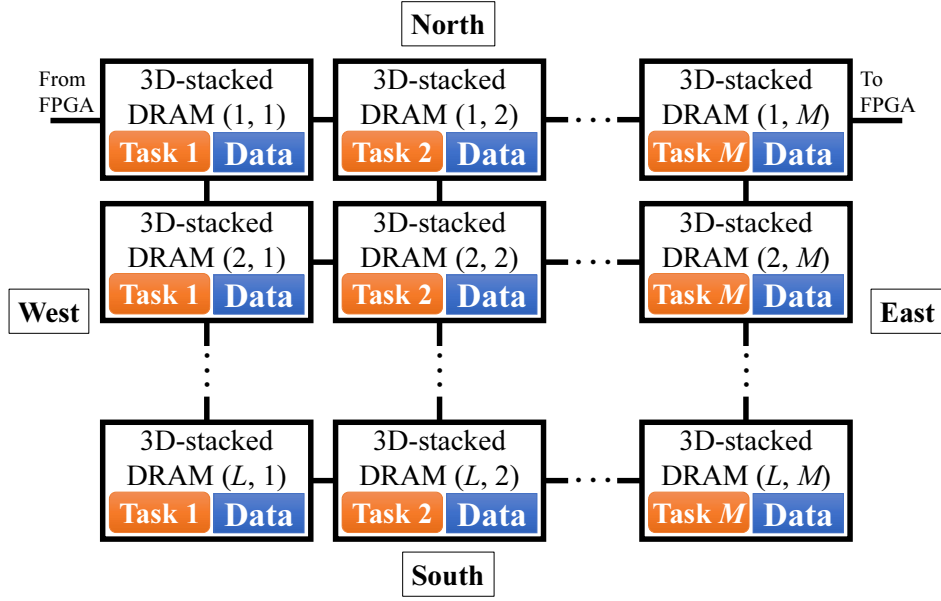 North
From
FPGA
3D-stacked
DRAM (1, 1)
Task 1 Data
3D-stacked
DRAM (1, 2)
Task 2 Data
3D-stacked
DRAM (1, M)
Task M Data
To
FPGA
3D-stacked
DRAM (2, 1)
Task 1 Data
3D-stacked
DRAM (2, 2)
Task 2 Data
3D-stacked
DRAM (2, M)
Task M Data
West
East
3D-stacked
DRAM (L, 1)
Task 1 Data
3D-stacked
DRAM (L, 2)
Task 2 Data
3D-stacked
DRAM (L, M)
Task M Data
South